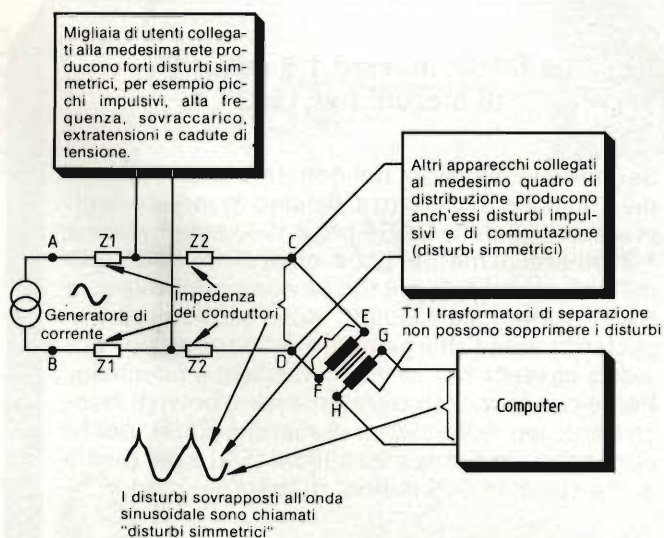 Migliaia di utenti collega-
ti alla medesima rete pro-
ducono forti disturbi sim-
metrici, per esempio pic-
chi impulsivi, alta fre-
quenza, sovraccarico,
extratensioni e cadute di
tensione.
Altri apparecchi collegati
al medesimo quadro di
distribuzione producono
anch'essi disturbi impul-
sivi e di commutazione
(disturbi simmetrici)
A
Z1
Z2
C
Generatore di
corrente
Impedenza
dei conduttori
B
Z1
Z2
D
E
G
F
H
T1 I trasformatori di separazione
non possono sopprimere i disturbi
Computer
I disturbi sovrapposti all'onda
sinusoidale sono chiamati
"disturbi simmetrici"